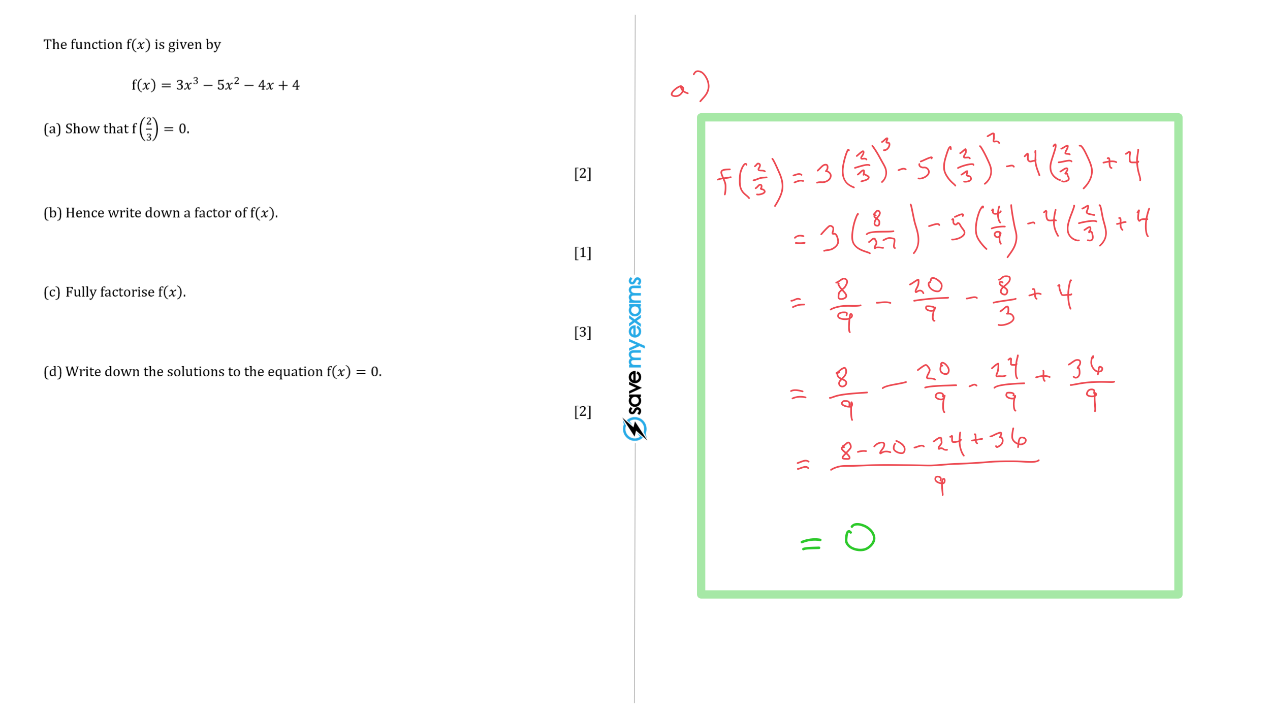 The function f(x) is given by
f(x) = 3x³ − 5x² − 4x + 4
(a) Show that f(2/3) = 0.
[2]
(b) Hence write down a factor of f(x).
[1]
(c) Fully factorise f(x).
[3]
(d) Write down the solutions to the equation f(x) = 0.
[2]
save my exams
a)
f(2/3) = 3(2/3)³ - 5(2/3)² - 4(2/3) + 4
= 3(8/27) - 5(4/9) - 4(2/3) + 4
= 8/9 - 20/9 - 8/3 + 4
= 8/9 - 20/9 - 24/9 + 36/9
= (8-20-24+36)/9
= 0